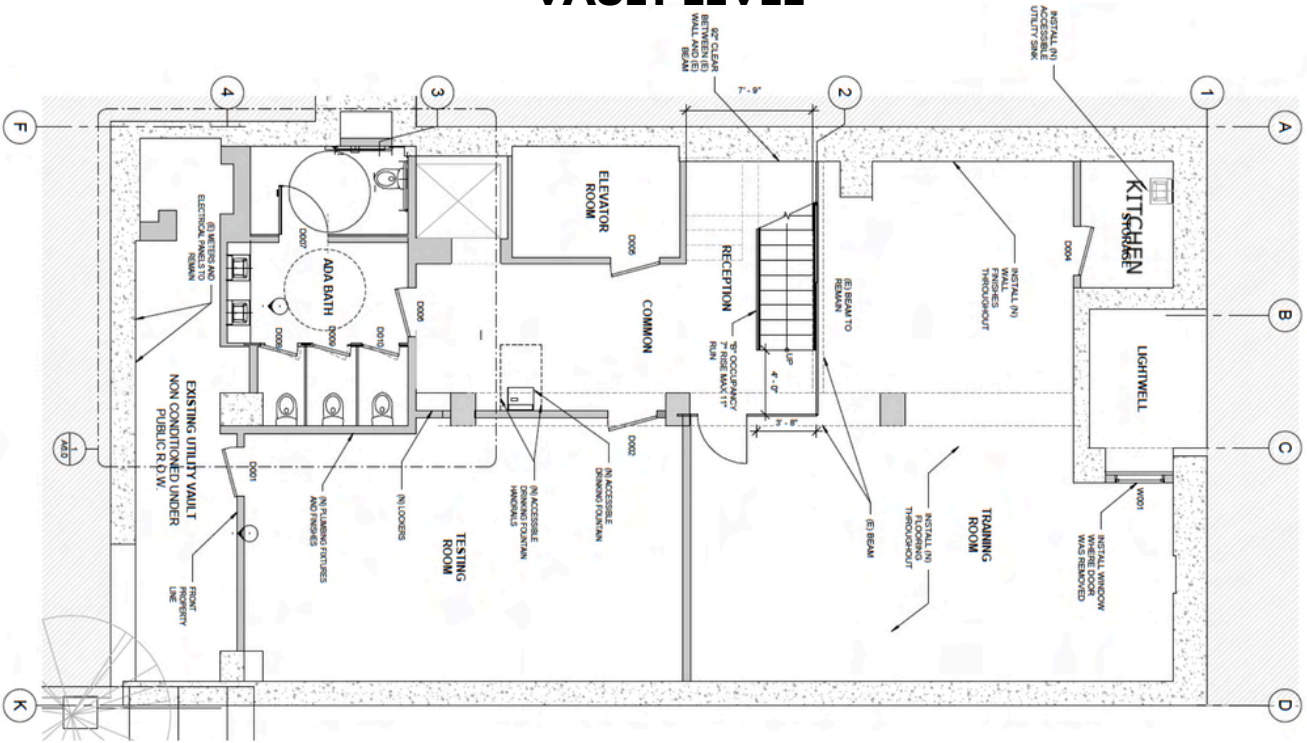 VAULT LEVEL
INSTALL (N)
ACCESSIBLE
UTILITY SINK
92" CLEAR
BETWEEN (E)
WALL AND (E)
BEAM
7' - 9"
4
3
2
1
F
A
B
C
D
K
KITCHEN
STORAGE
D004
INSTALL (N)
WALL
FINISHES
THROUGHOUT
(E) BEAM TO
REMAIN
LIGHTWELL
W001
INSTALL WINDOW
WHERE DOOR
WAS REMOVED
ELEVATOR
ROOM
D005
RECEPTION
COMMON
"B" OCCUPANCY
7" RISE MAX 11"
RUN
UP
4' - 0"
3' - 8"
(E) BEAM
TRAINING
ROOM
INSTALL (N)
FLOORING
THROUGHOUT
D002
(N) ACCESSIBLE
DRINKING FOUNTAIN
(N) ACCESSIBLE
DRINKING FOUNTAIN
HANDRAILS
TESTING
ROOM
(N) LOCKERS
(N) PLUMBING FIXTURES
AND FINISHES
ADA BATH
D007
D006
D008
D009
D010
(E) METERS AND
ELECTRICAL PANELS TO
REMAIN
EXISTING UTILITY VAULT
NON CONDITIONED UNDER
PUBLIC R.O.W.
D001
FRONT
PROPERTY
LINE
1
A6.0